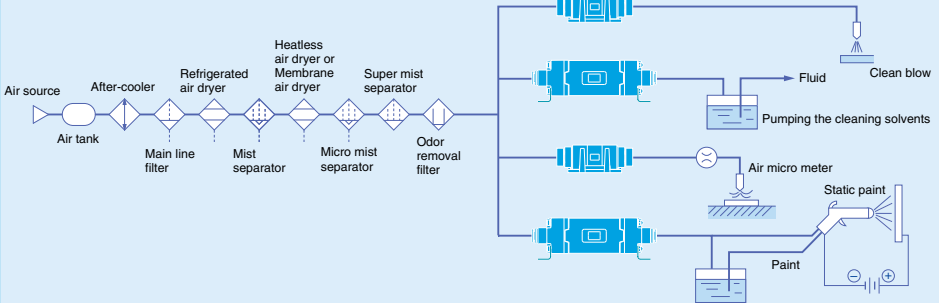 Air source
Air tank
After-cooler
Main line
filter
Refrigerated
air dryer
Mist
separator
Heatless
air dryer or
Membrane
air dryer
Micro mist
separator
Super mist
separator
Odor
removal
filter
Clean blow
Fluid
Pumping the cleaning solvents
Air micro meter
Static paint
Paint
− +